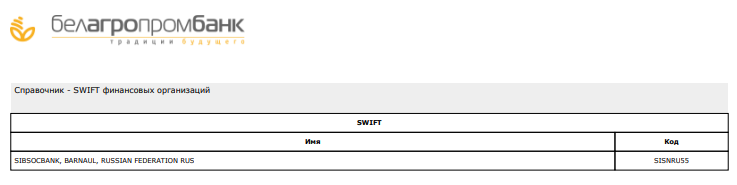 белагропромбанк
традиции будущего
Справочник - SWIFT финансовых организаций
SWIFT
Имя Код
SIBSOCBANK, BARNAUL, RUSSIAN FEDERATION RUS SISNRU55